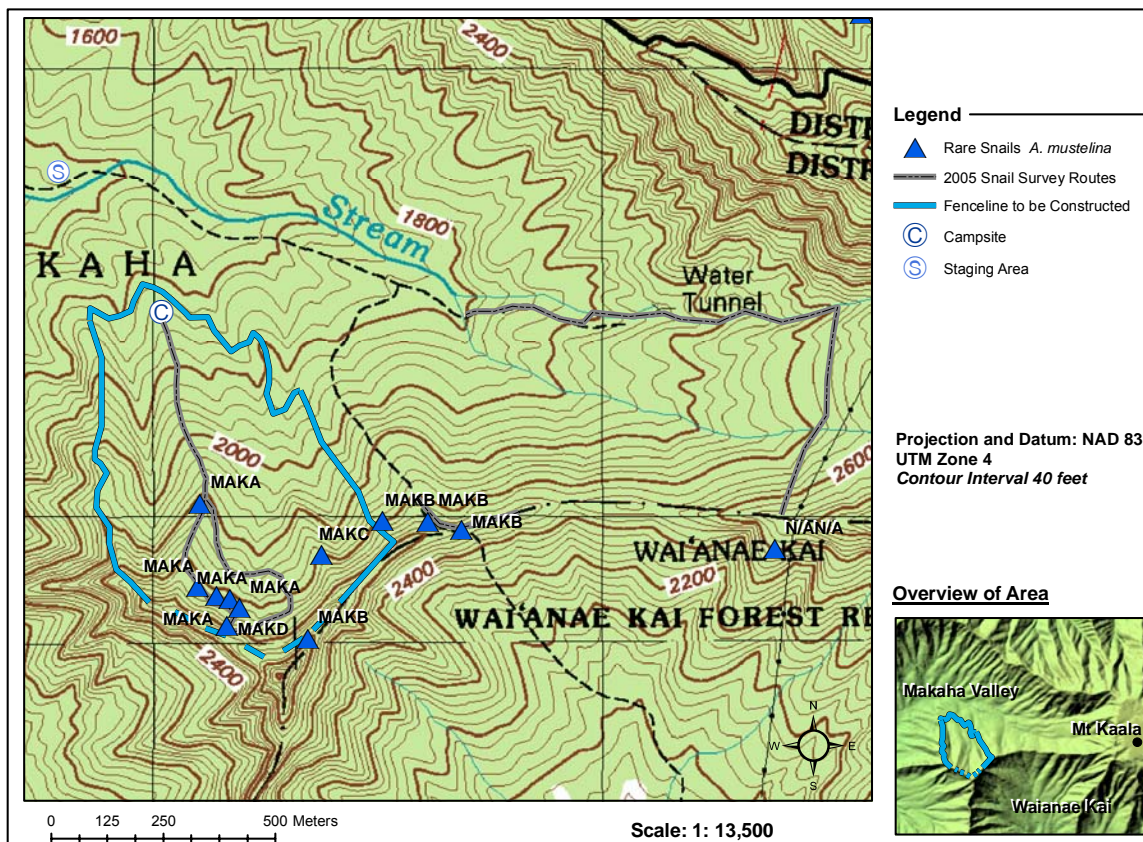 1600
2400
DIST
DIST
S
Stream
1800
K A H A
Water
Tunnel
C
2000
2600
MAKA
MAKB MAKB
MAKB
MAKC
N/AN/A
WAI'ANAE KAI
MAKA
MAKA
MAKA
2400
2200
MAKA
MAKD
MAKB
WAI'ANAE KAI FOREST RE
2400
N
W E
S
0 125 250 500 Meters
Scale: 1: 13,500
Legend
Rare Snails A. mustelina
2005 Snail Survey Routes
Fenceline to be Constructed
C Campsite
S Staging Area
Projection and Datum: NAD 83
UTM Zone 4
Contour Interval 40 feet
Overview of Area
Makaha Valley
Mt Kaala
Waianae Kai